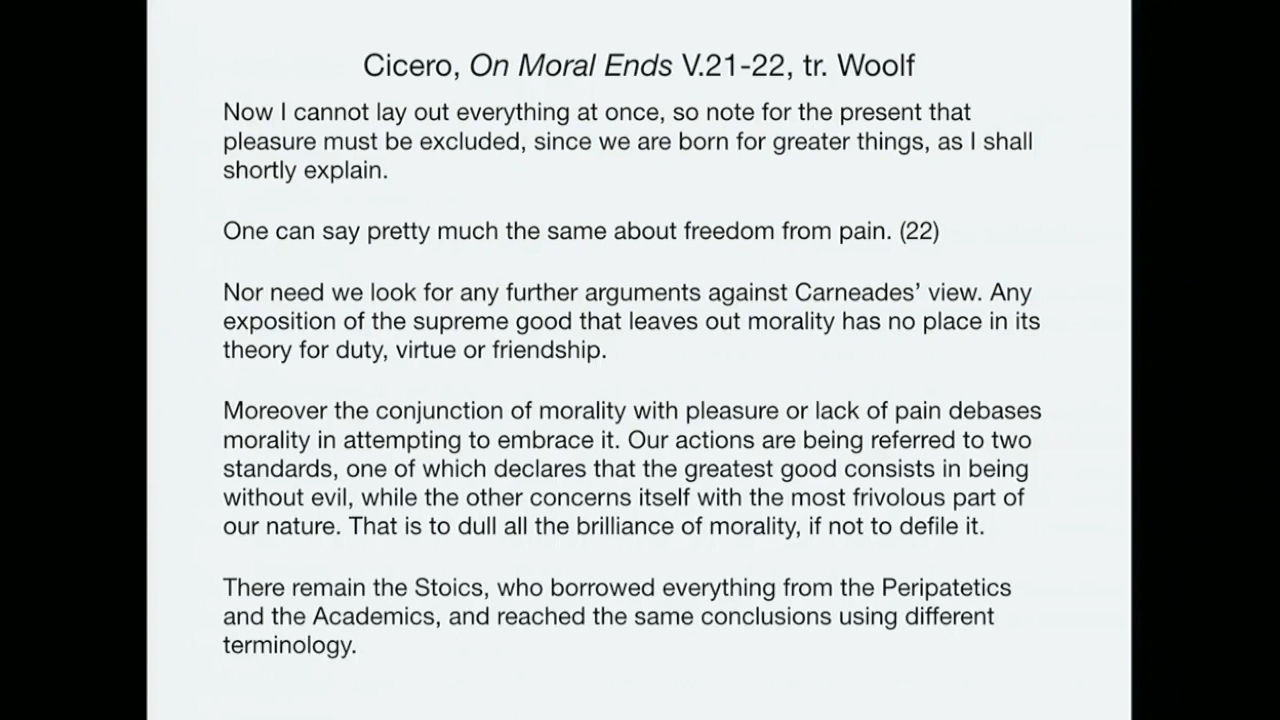 Cicero, On Moral Ends V.21-22, tr. Woolf
Now I cannot lay out everything at once, so note for the present that
pleasure must be excluded, since we are born for greater things, as I shall
shortly explain.
One can say pretty much the same about freedom from pain. (22)
Nor need we look for any further arguments against Carneades’ view. Any
exposition of the supreme good that leaves out morality has no place in its
theory for duty, virtue or friendship.
Moreover the conjunction of morality with pleasure or lack of pain debases
morality in attempting to embrace it. Our actions are being referred to two
standards, one of which declares that the greatest good consists in being
without evil, while the other concerns itself with the most frivolous part of
our nature. That is to dull all the brilliance of morality, if not to defile it.
There remain the Stoics, who borrowed everything from the Peripatetics
and the Academics, and reached the same conclusions using different
terminology.